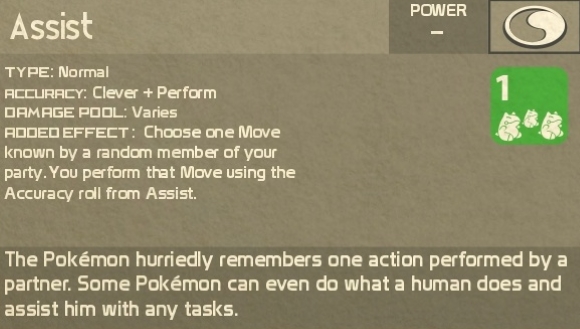 Assist
POWER
–
TYPE: Normal
ACCURACY: Clever + Perform
DAMAGE POOL: Varies
ADDED EFFECT: Choose one Move
known by a random member of your
party. You perform that Move using the
Accuracy roll from Assist.
1
The Pokémon hurriedly remembers one action performed by a
partner. Some Pokémon can even do what a human does and
assist him with any tasks.